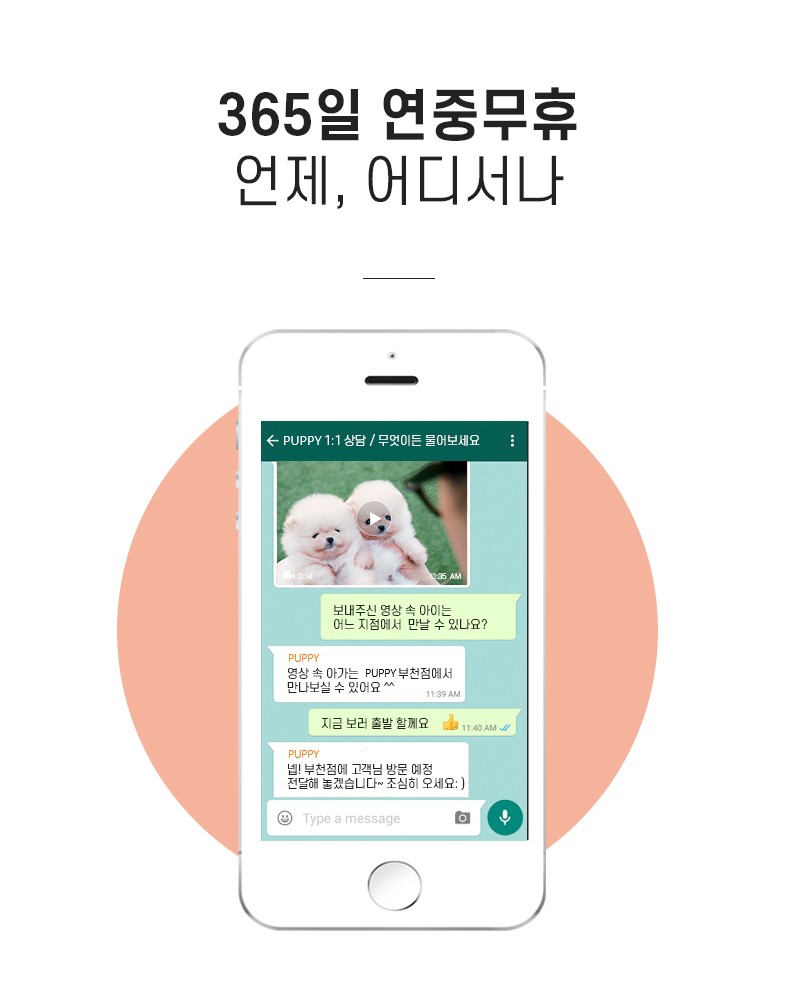 365일 연중무휴
언제, 어디서나
PUPPY 1:1 상담 / 무엇이든 물어보세요
0:14
11:35 AM
보내주신 영상 속 아이는
어느 지점에서 만날 수 있나요?
PUPPY
영상 속 아가는 PUPPY부천점에서
만나보실 수 있어요 ^^
11:39 AM
지금 보러 출발 할께요 👍 11:40 AM
PUPPY
넵! 부천점에 고객님 방문 예정
전달해 놓겠습니다~ 조심히 오세요: )
Type a message